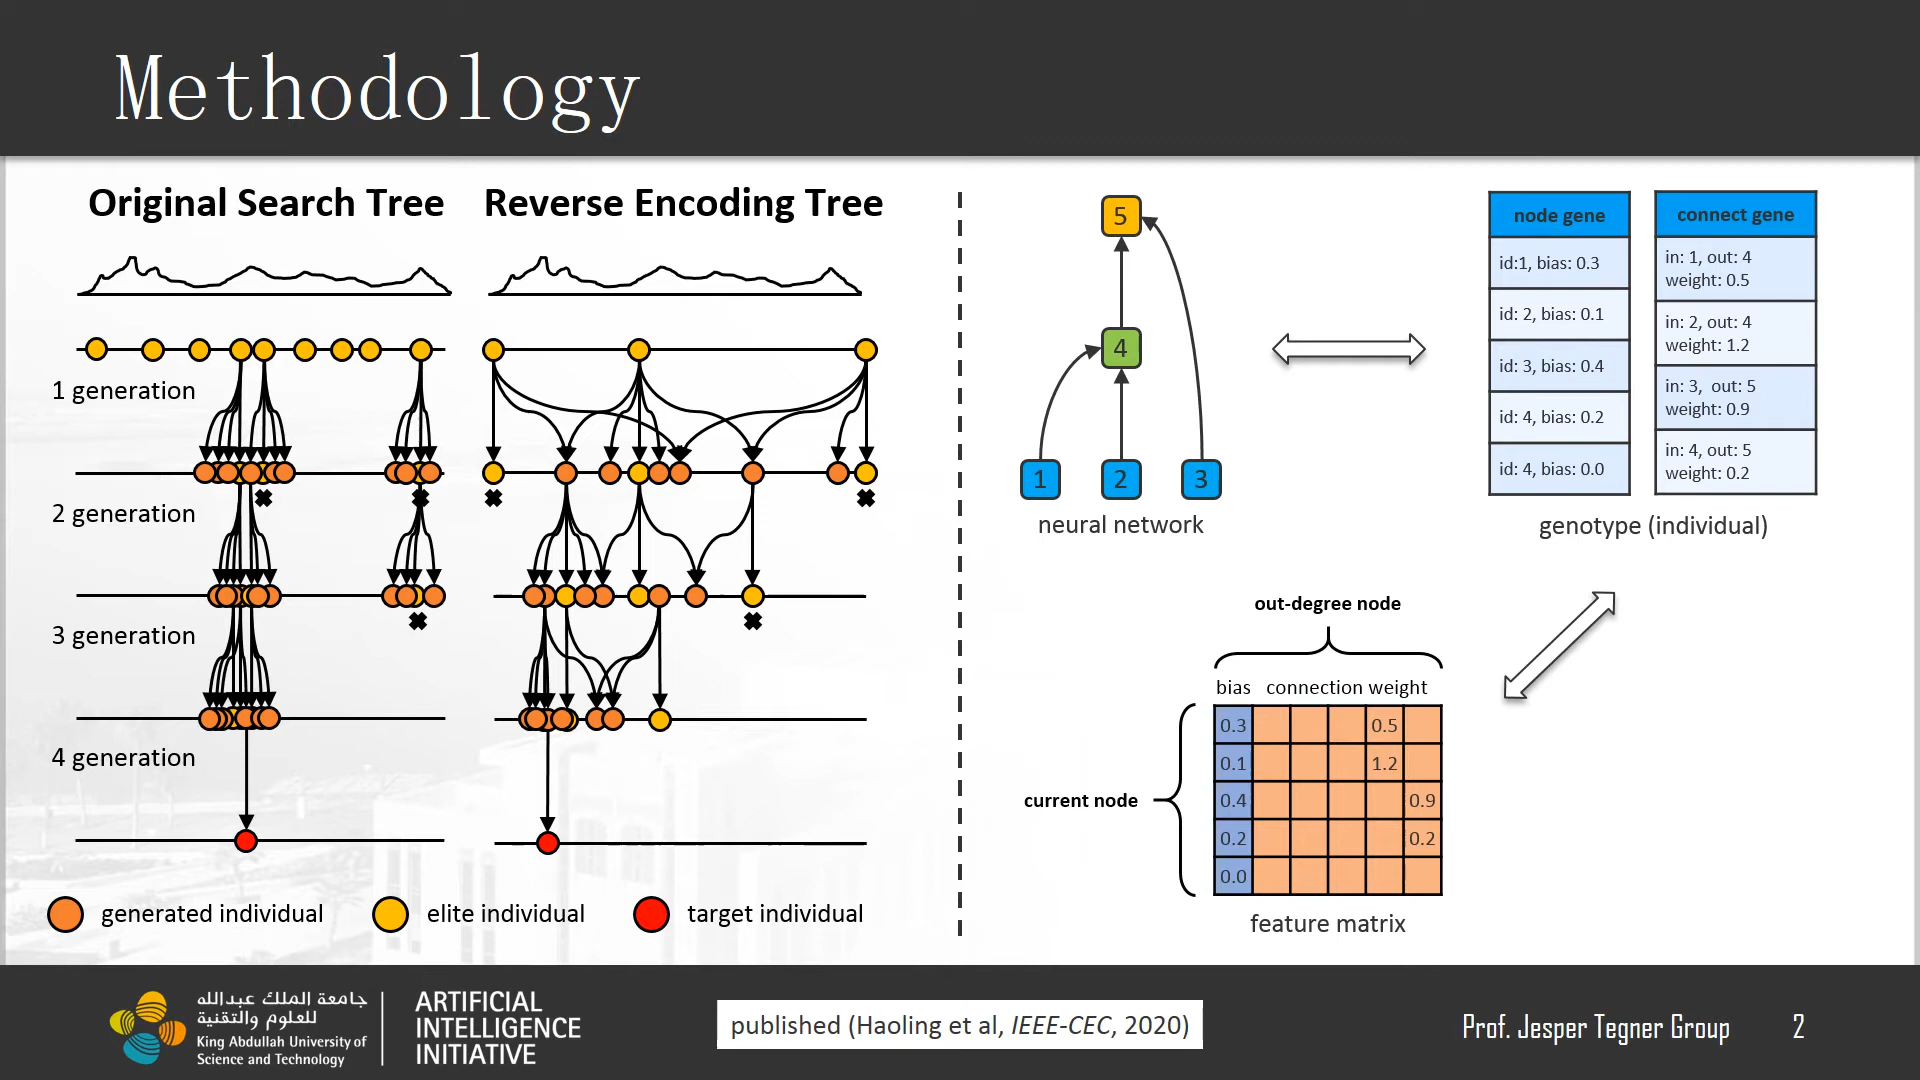 Methodology
Original Search Tree
Reverse Encoding Tree
1 generation
2 generation
3 generation
4 generation
generated individual
elite individual
target individual
5
4
1
2
3
neural network
node gene
id:1, bias: 0.3
id: 2, bias: 0.1
id: 3, bias: 0.4
id: 4, bias: 0.2
id: 4, bias: 0.0
connect gene
in: 1, out: 4
weight: 0.5
in: 2, out: 4
weight: 1.2
in: 3, out: 5
weight: 0.9
in: 4, out: 5
weight: 0.2
genotype (individual)
out-degree node
bias connection weight
current node
0.3 0.5
0.1 1.2
0.4 0.9
0.2 0.2
0.0
feature matrix
جامعة الملك عبدالله
للعلوم والتقنية
King Abdullah University of
Science and Technology
ARTIFICIAL
INTELLIGENCE
INITIATIVE
published (Haoling et al, IEEE-CEC, 2020)
Prof. Jesper Tegner Group
2